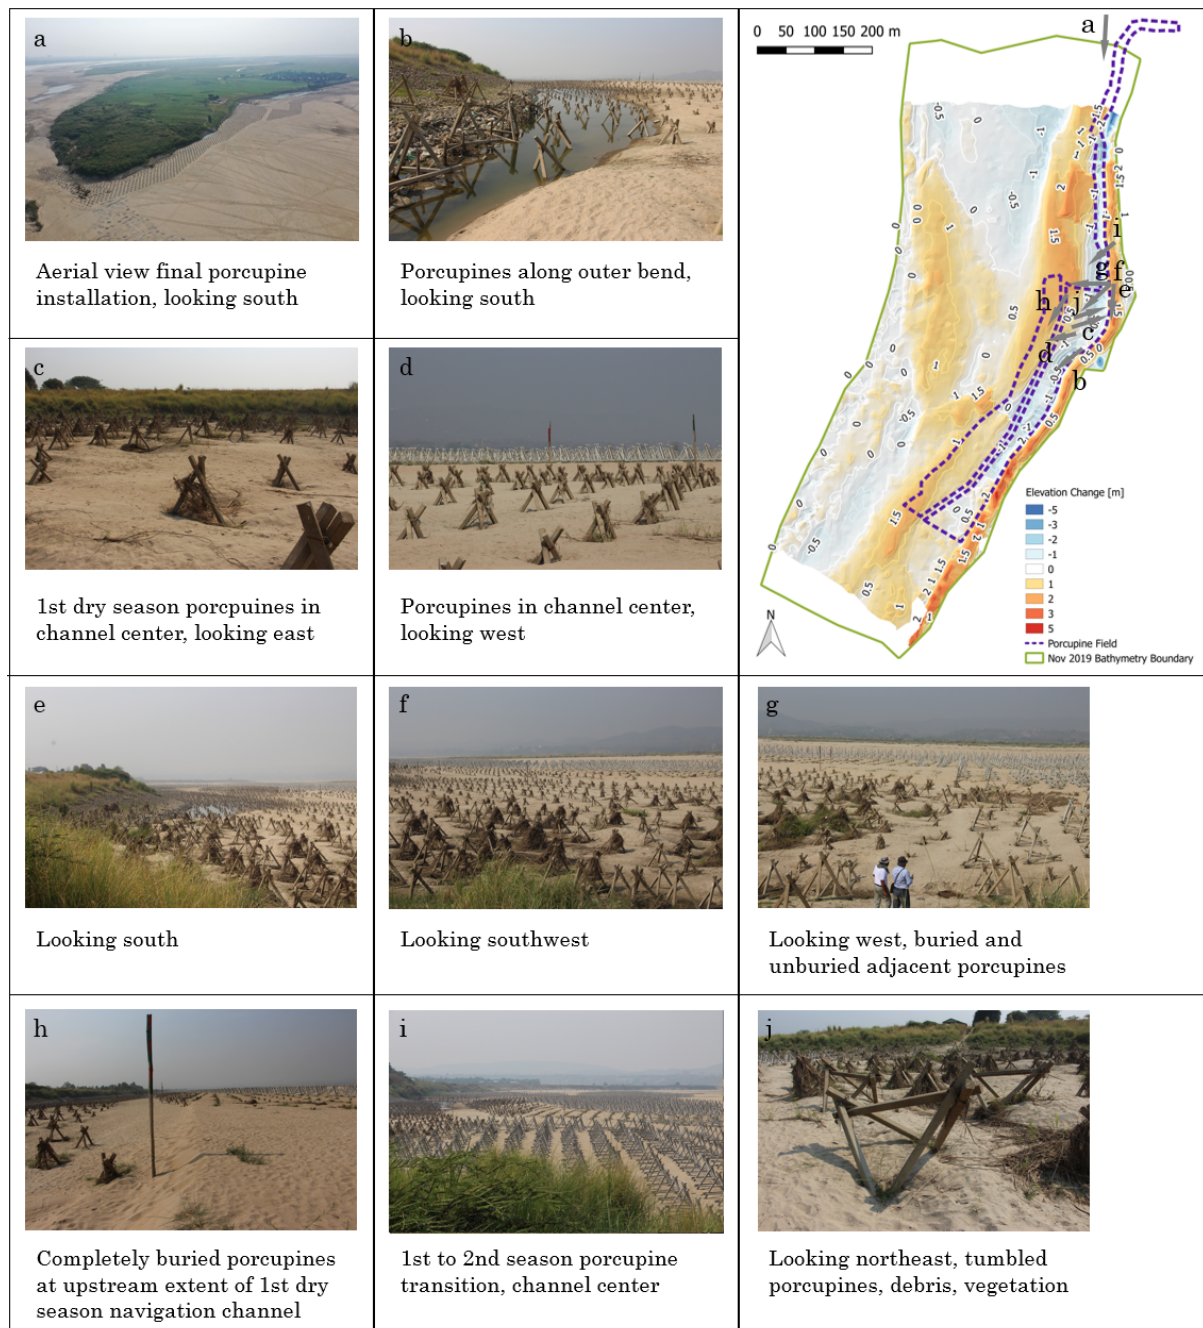 a
Aerial view final porcupine
installation, looking south
b
Porcupines along outer bend,
looking south
c
1st dry season porcpuines in
channel center, looking east
d
Porcupines in channel center,
looking west
0 50 100 150 200 m
a
i
g f
e
h j
c
d
b
N
Elevation Change [m]
-5
-3
-2
-1
0
1
2
3
5
Porcupine Field
Nov 2019 Bathymetry Boundary
e
Looking south
f
Looking southwest
g
Looking west, buried and
unburied adjacent porcupines
h
Completely buried porcupines
at upstream extent of 1st dry
season navigation channel
i
1st to 2nd season porcupine
transition, channel center
j
Looking northeast, tumbled
porcupines, debris, vegetation